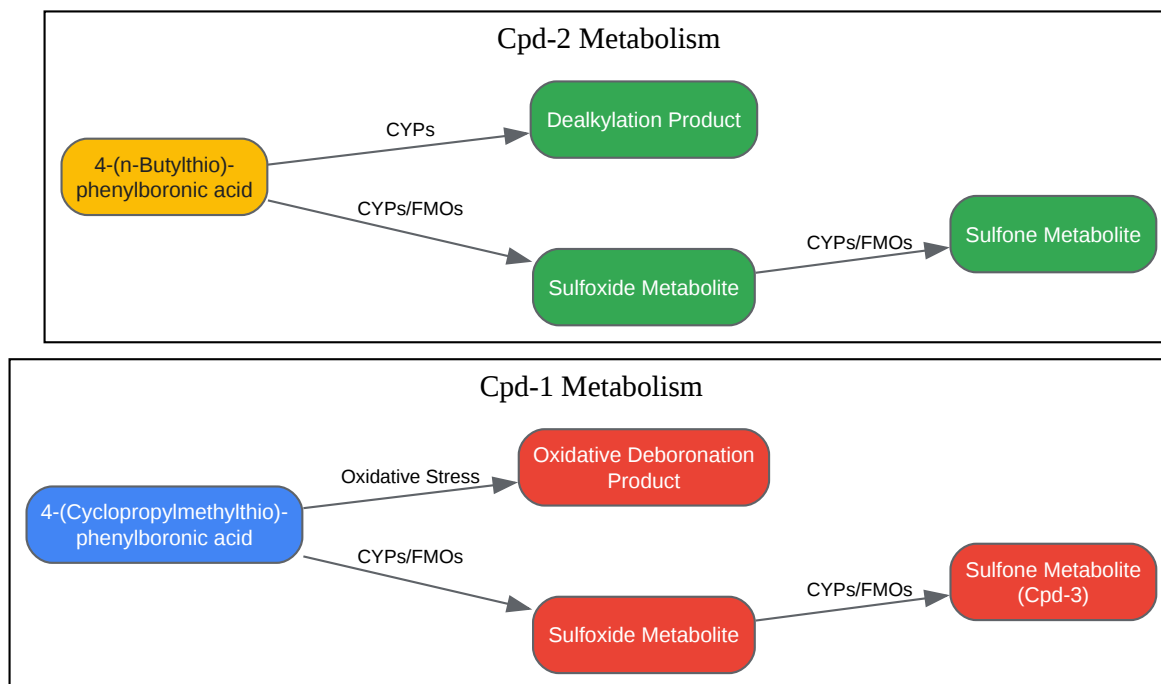 Cpd-2 Metabolism
4-(n-Butylthio)-
phenylboronic acid
CYPs
Dealkylation Product
CYPs/FMOs
Sulfoxide Metabolite
CYPs/FMOs
Sulfone Metabolite
Cpd-1 Metabolism
4-(Cyclopropylmethylthio)-
phenylboronic acid
Oxidative Stress
Oxidative Deboronation
Product
CYPs/FMOs
Sulfoxide Metabolite
CYPs/FMOs
Sulfone Metabolite
(Cpd-3)